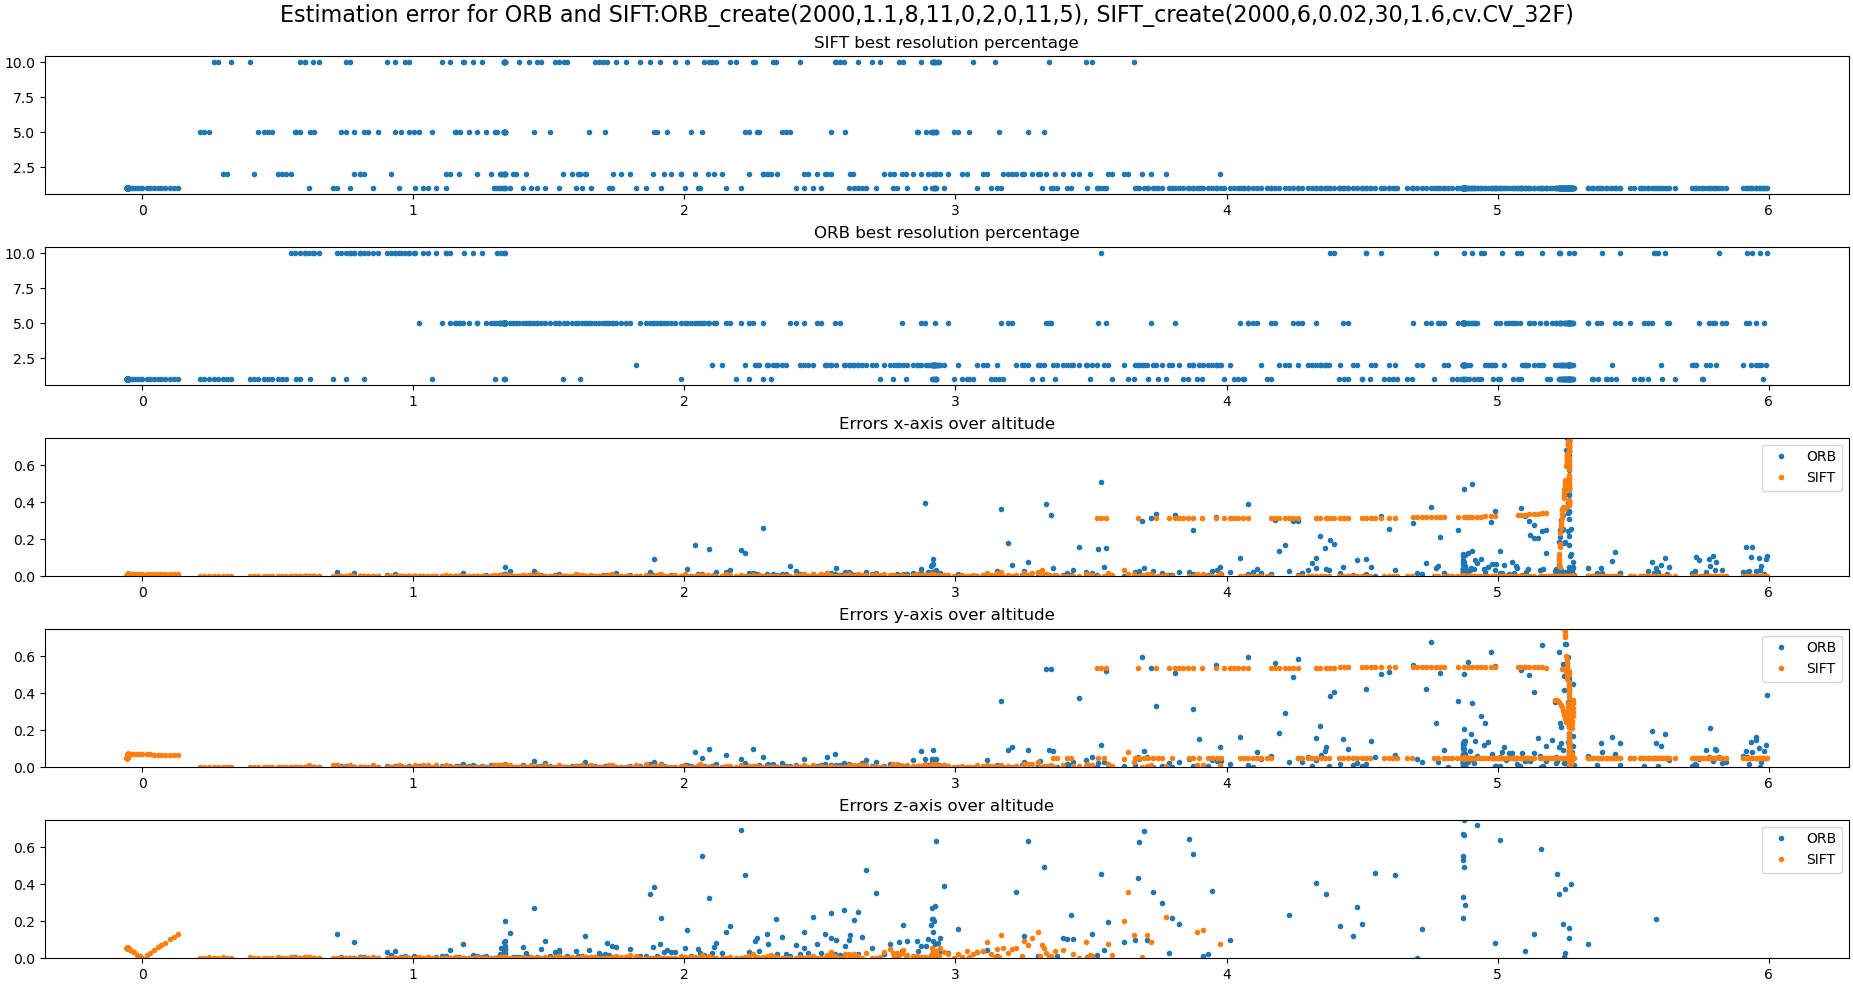 Estimation error for ORB and SIFT:ORB_create(2000,1.1,8,11,0,2,0,11,5), SIFT_create(2000,6,0.02,30,1.6,cv.CV_32F)
SIFT best resolution percentage
10.0
7.5
5.0
2.5
0 1 2 3 4 5 6
ORB best resolution percentage
10.0
7.5
5.0
2.5
0 1 2 3 4 5 6
Errors x-axis over altitude
0.6
0.4
0.2
0.0
ORB
SIFT
0 1 2 3 4 5 6
Errors y-axis over altitude
0.6
0.4
0.2
0.0
ORB
SIFT
0 1 2 3 4 5 6
Errors z-axis over altitude
0.6
0.4
0.2
0.0
ORB
SIFT
0 1 2 3 4 5 6